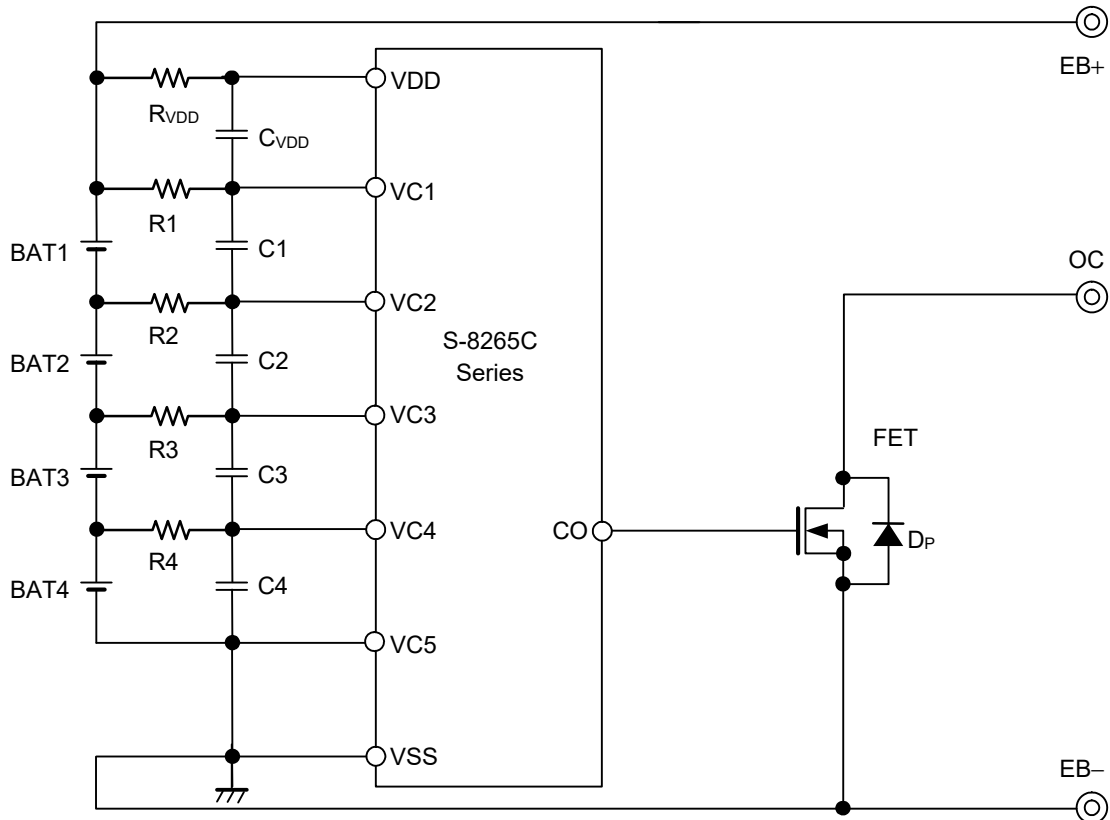 EB+
VDD
RVDD
CVDD
VC1
R1
BAT1
C1
OC
VC2
R2
S-8265C
Series
BAT2
C2
VC3
R3
FET
BAT3
C3
VC4
CO
DP
R4
BAT4
C4
VC5
VSS
EB−